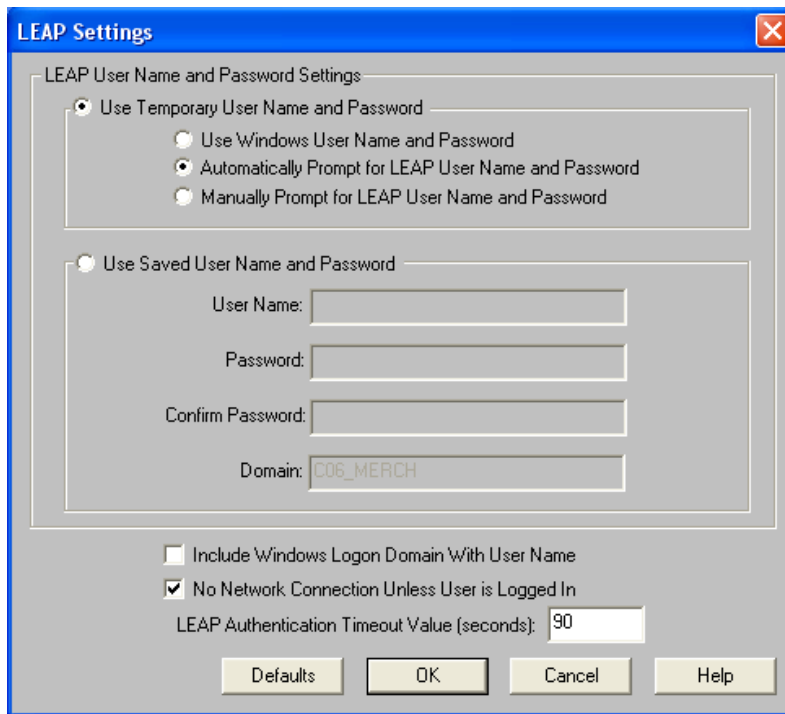 LEAP Settings
LEAP User Name and Password Settings
Use Temporary User Name and Password
Use Windows User Name and Password
Automatically Prompt for LEAP User Name and Password
Manually Prompt for LEAP User Name and Password
Use Saved User Name and Password
User Name:
Password:
Confirm Password:
Domain: C06_MERCH
Include Windows Logon Domain With User Name
No Network Connection Unless User is Logged In
LEAP Authentication Timeout Value (seconds): 90
Defaults OK Cancel Help